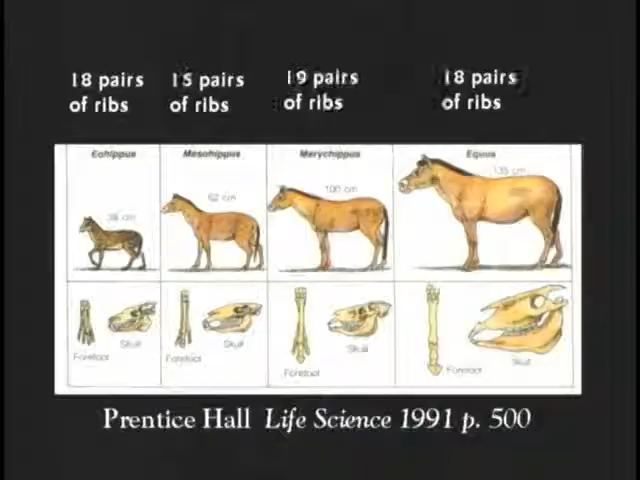 18 pairs of ribs
15 pairs of ribs
19 pairs of ribs
18 pairs of ribs
Eohippus
Mesohippus
Merychippus
Equus
38 cm
62 cm
100 cm
135 cm
Forefoot
Skull
Forefoot
Skull
Forefoot
Skull
Forefoot
Skull
Prentice Hall Life Science 1991 p. 500